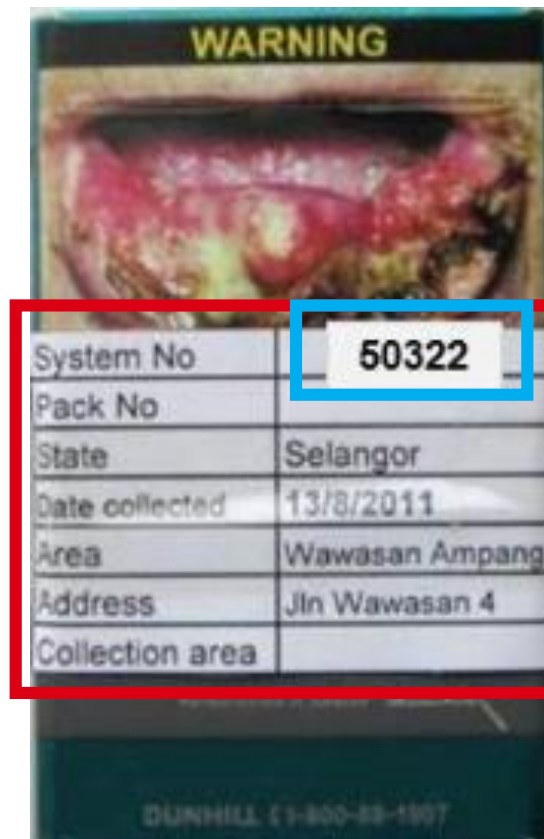 WARNING
System No 50322
Pack No
State Selangor
Date collected 13/8/2011
Area Wawasan Ampang
Address Jln Wawasan 4
Collection area
DUNHILL